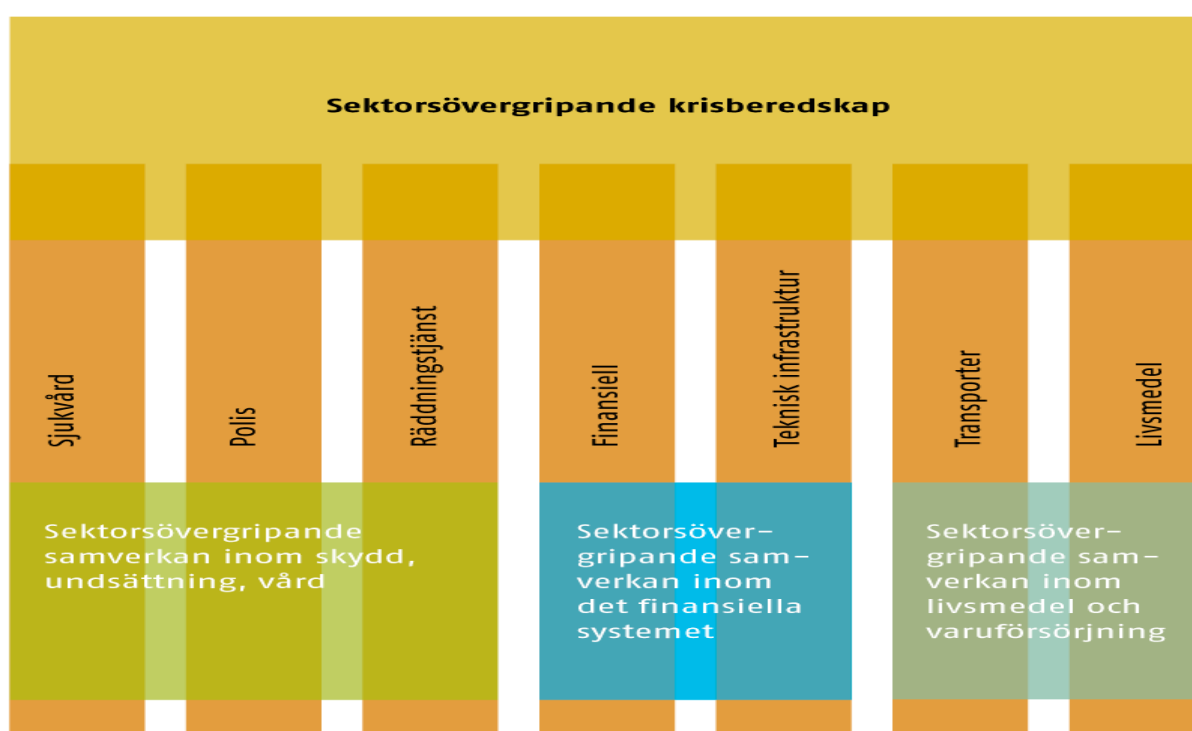 Sektorsövergripande krisberedskap
Sjukvård
Polis
Räddningstjänst
Finansiell
Teknisk infrastruktur
Transporter
Livsmedel
Sektorsövergripande
samverkan inom skydd,
undsättning, vård
Sektorsöver–
gripande sam–
verkan inom
det finansiella
systemet
Sektorsöver–
gripande sam–
verkan inom
livsmedel och
varuförsörjning